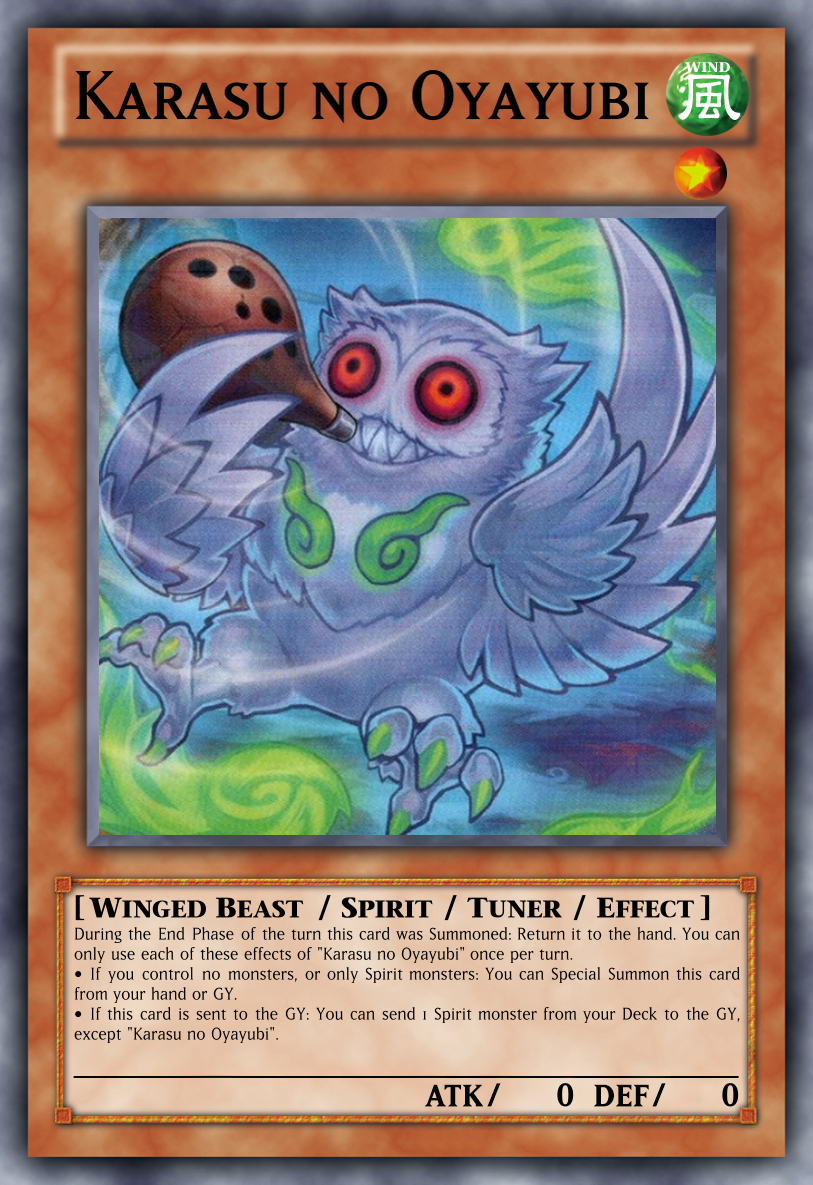 Karasu no Oyayubi
WIND
風
[ Winged Beast / Spirit / Tuner / Effect ]
During the End Phase of the turn this card was Summoned: Return it to the hand. You can
only use each of these effects of "Karasu no Oyayubi" once per turn.
• If you control no monsters, or only Spirit monsters: You can Special Summon this card
from your hand or GY.
• If this card is sent to the GY: You can send 1 Spirit monster from your Deck to the GY,
except "Karasu no Oyayubi".
ATK/ 0 DEF/ 0